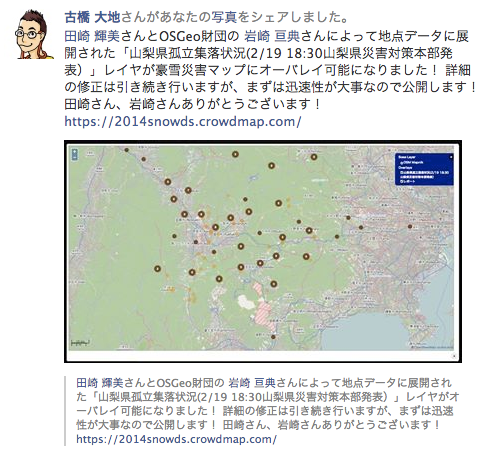 古橋 大地さんがあなたの写真をシェアしました。
田崎 輝美さんとOSGeo財団の 岩崎 亘典さんによって地点データに展
開された「山梨県孤立集落状況(2/19 18:30山梨県災害対策本部発
表）」レイヤが豪雪災害マップにオーバレイ可能になりました！ 詳細
の修正は引き続き行いますが、まずは迅速性が大事なので公開します！
田崎さん、岩崎さんありがとうございます！
https://2014snowds.crowdmap.com/
Base Layer
OSM Mapnik
Overlays
田崎 輝美さんとOSGeo財団の 岩崎 亘典さんによって地点データに展開され
た「山梨県孤立集落状況(2/19 18:30山梨県災害対策本部発表）」レイヤがオ
ーバレイ可能になりました！ 詳細の修正は引き続き行いますが、まずは迅速
性が大事なので公開します！ 田崎さん、岩崎さんありがとうございます！
https://2014snowds.crowdmap.com/